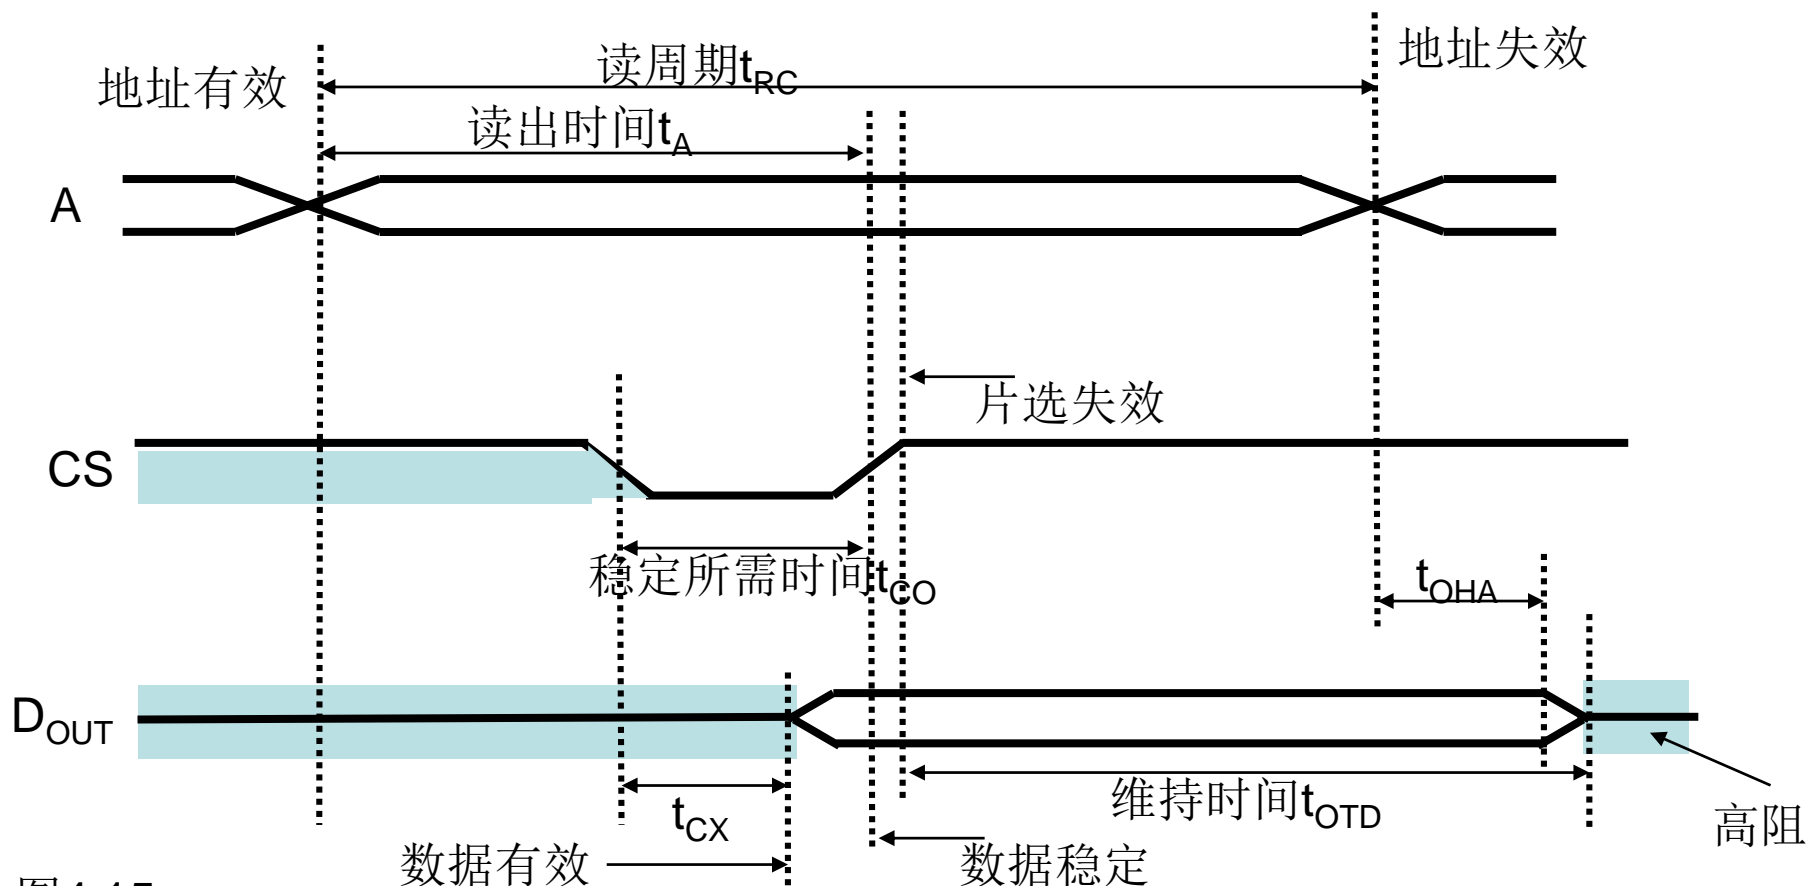 地址有效
读周期tRC
地址失效
读出时间tA
A
片选失效
CS
稳定所需时间tCO
tOHA
DOUT
tCX
维持时间tOTD
高阻
数据有效
数据稳定